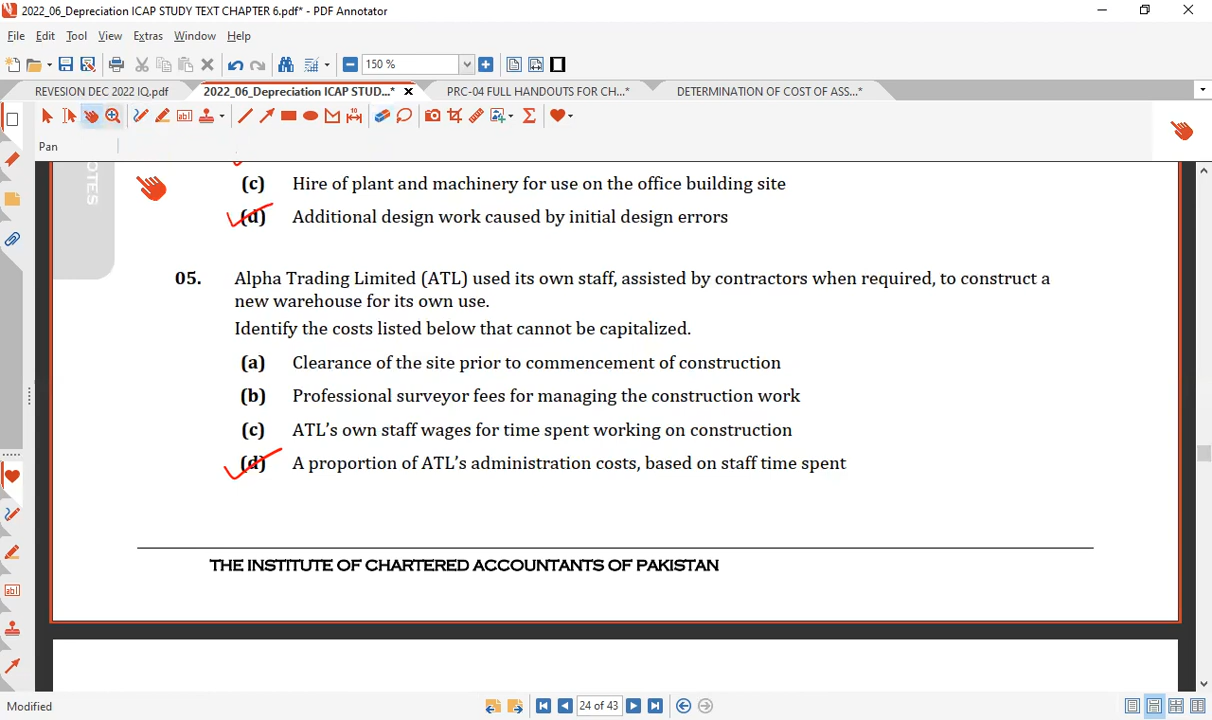 2022_06_Depreciation ICAP STUDY TEXT CHAPTER 6.pdf* - PDF Annotator
File Edit Tool View Extras Window Help
150 %
REVESION DEC 2022 IQ.pdf 2022_06_Depreciation ICAP STUD...* PRC-04 FULL HANDOUTS FOR CH...* DETERMINATION OF COST OF ASS...*
Pan
OTES
(c) Hire of plant and machinery for use on the office building site
(d) Additional design work caused by initial design errors
05. Alpha Trading Limited (ATL) used its own staff, assisted by contractors when required, to construct a
new warehouse for its own use.
Identify the costs listed below that cannot be capitalized.
(a) Clearance of the site prior to commencement of construction
(b) Professional surveyor fees for managing the construction work
(c) ATL's own staff wages for time spent working on construction
(d) A proportion of ATL's administration costs, based on staff time spent
THE INSTITUTE OF CHARTERED ACCOUNTANTS OF PAKISTAN
Modified 24 of 43